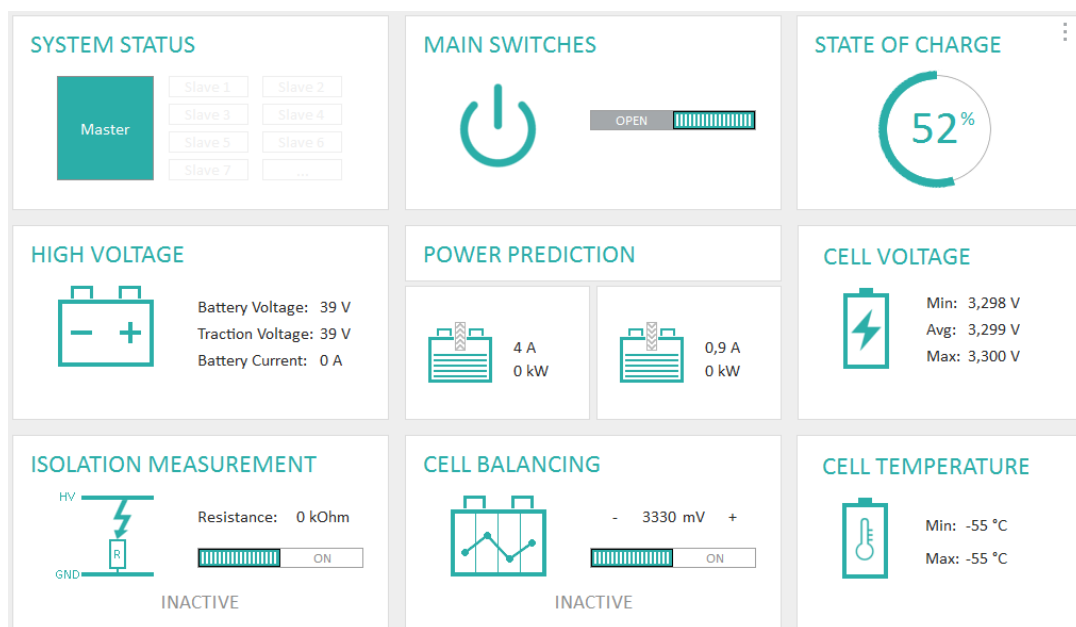 SYSTEM STATUS
Master
Slave 1
Slave 2
Slave 3
Slave 4
Slave 5
Slave 6
Slave 7
...
MAIN SWITCHES
OPEN
STATE OF CHARGE
52%
HIGH VOLTAGE
Battery Voltage: 39 V
Traction Voltage: 39 V
Battery Current: 0 A
POWER PREDICTION
4 A
0 kW
0,9 A
0 kW
CELL VOLTAGE
Min: 3,298 V
Avg: 3,299 V
Max: 3,300 V
ISOLATION MEASUREMENT
HV
R
GND
Resistance: 0 kOhm
ON
INACTIVE
CELL BALANCING
- 3330 mV +
ON
INACTIVE
CELL TEMPERATURE
Min: -55 °C
Max: -55 °C